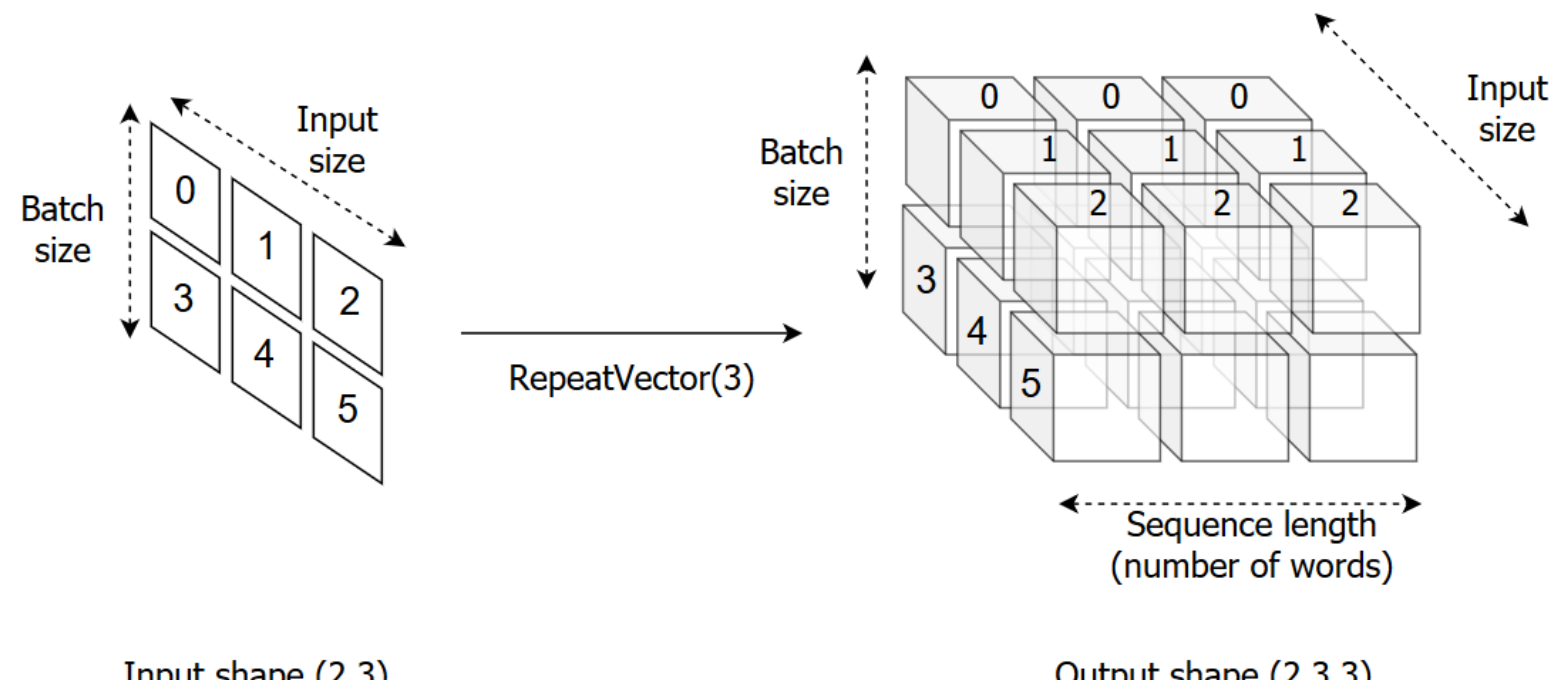 Input
size
Batch
size
0
1
2
3
4
5
RepeatVector(3)
Input
size
Batch
size
0 0 0
1 1 1
2 2 2
3
4
5
Sequence length
(number of words)
Input shape (2,3)
Output shape (2,3,3)